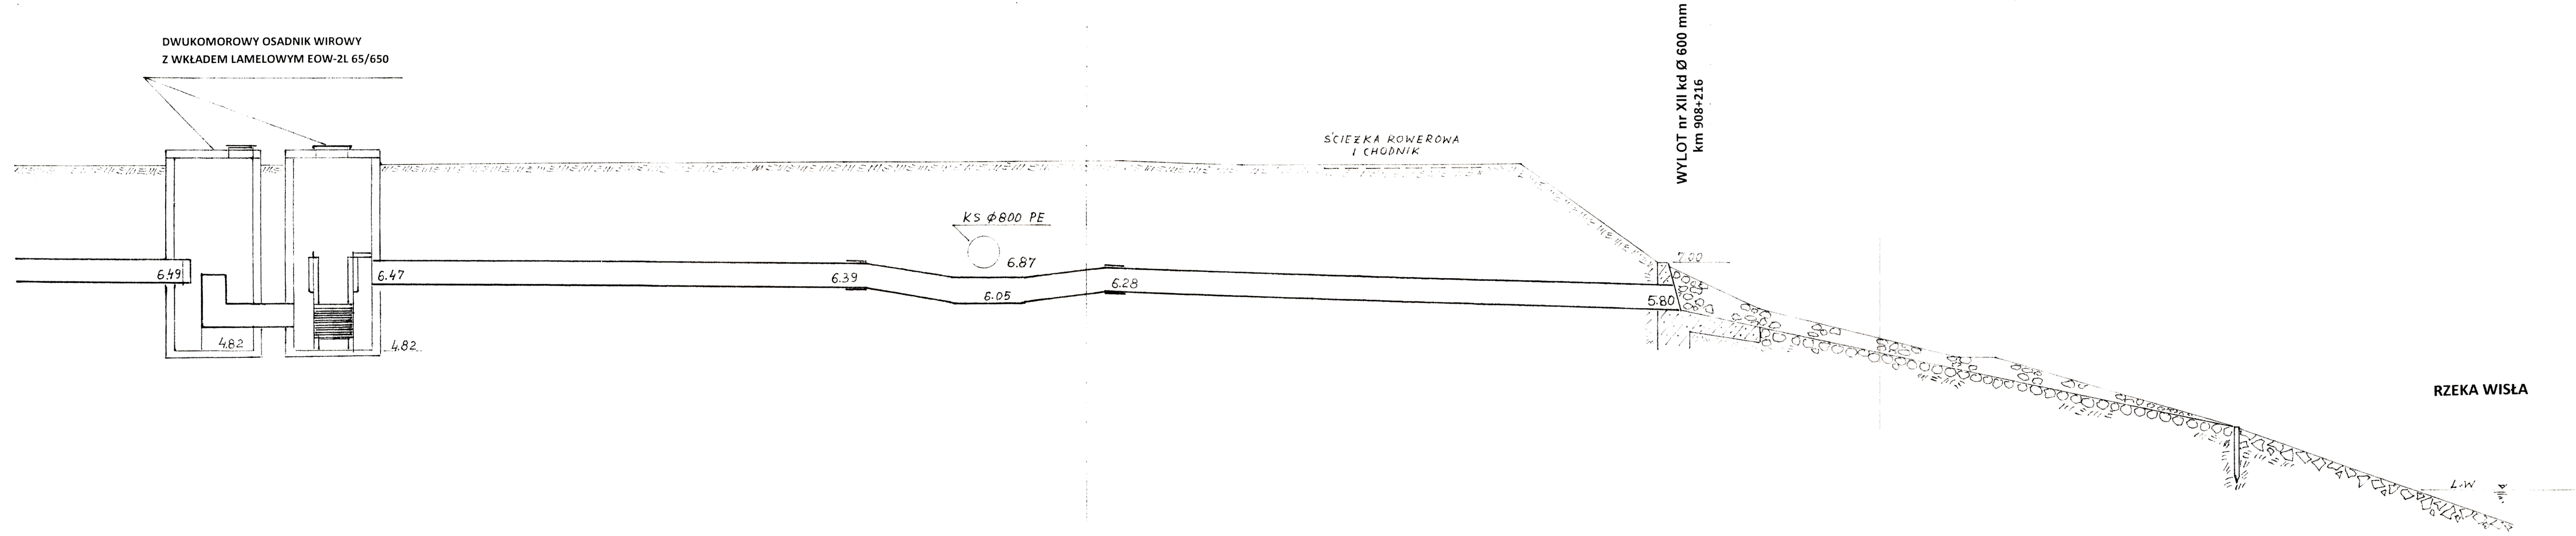 DWUKOMOROWY OSADNIK WIROWY
Z WKŁADEM LAMELOWYM EOW-2L 65/650
WYLOT nr XII kd Ø 600 mm
km 908+216
ŚCIEŻKA ROWEROWA
I CHODNIK
KS Ø800 PE
6.49
6.47
6.39
6.87
6.05
6.28
7.00
5.80
4.82
4.82
RZEKA WISŁA